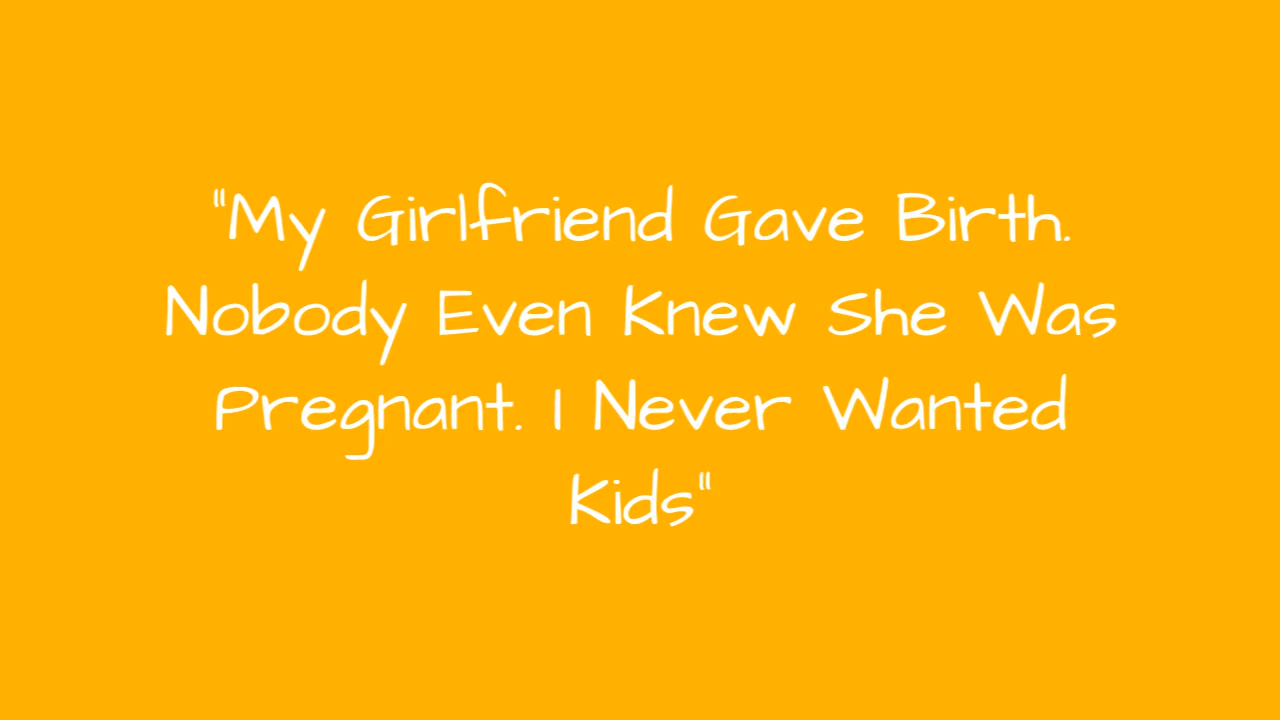 "My Girlfriend Gave Birth.
Nobody Even Knew She Was
Pregnant. I Never Wanted
Kids"